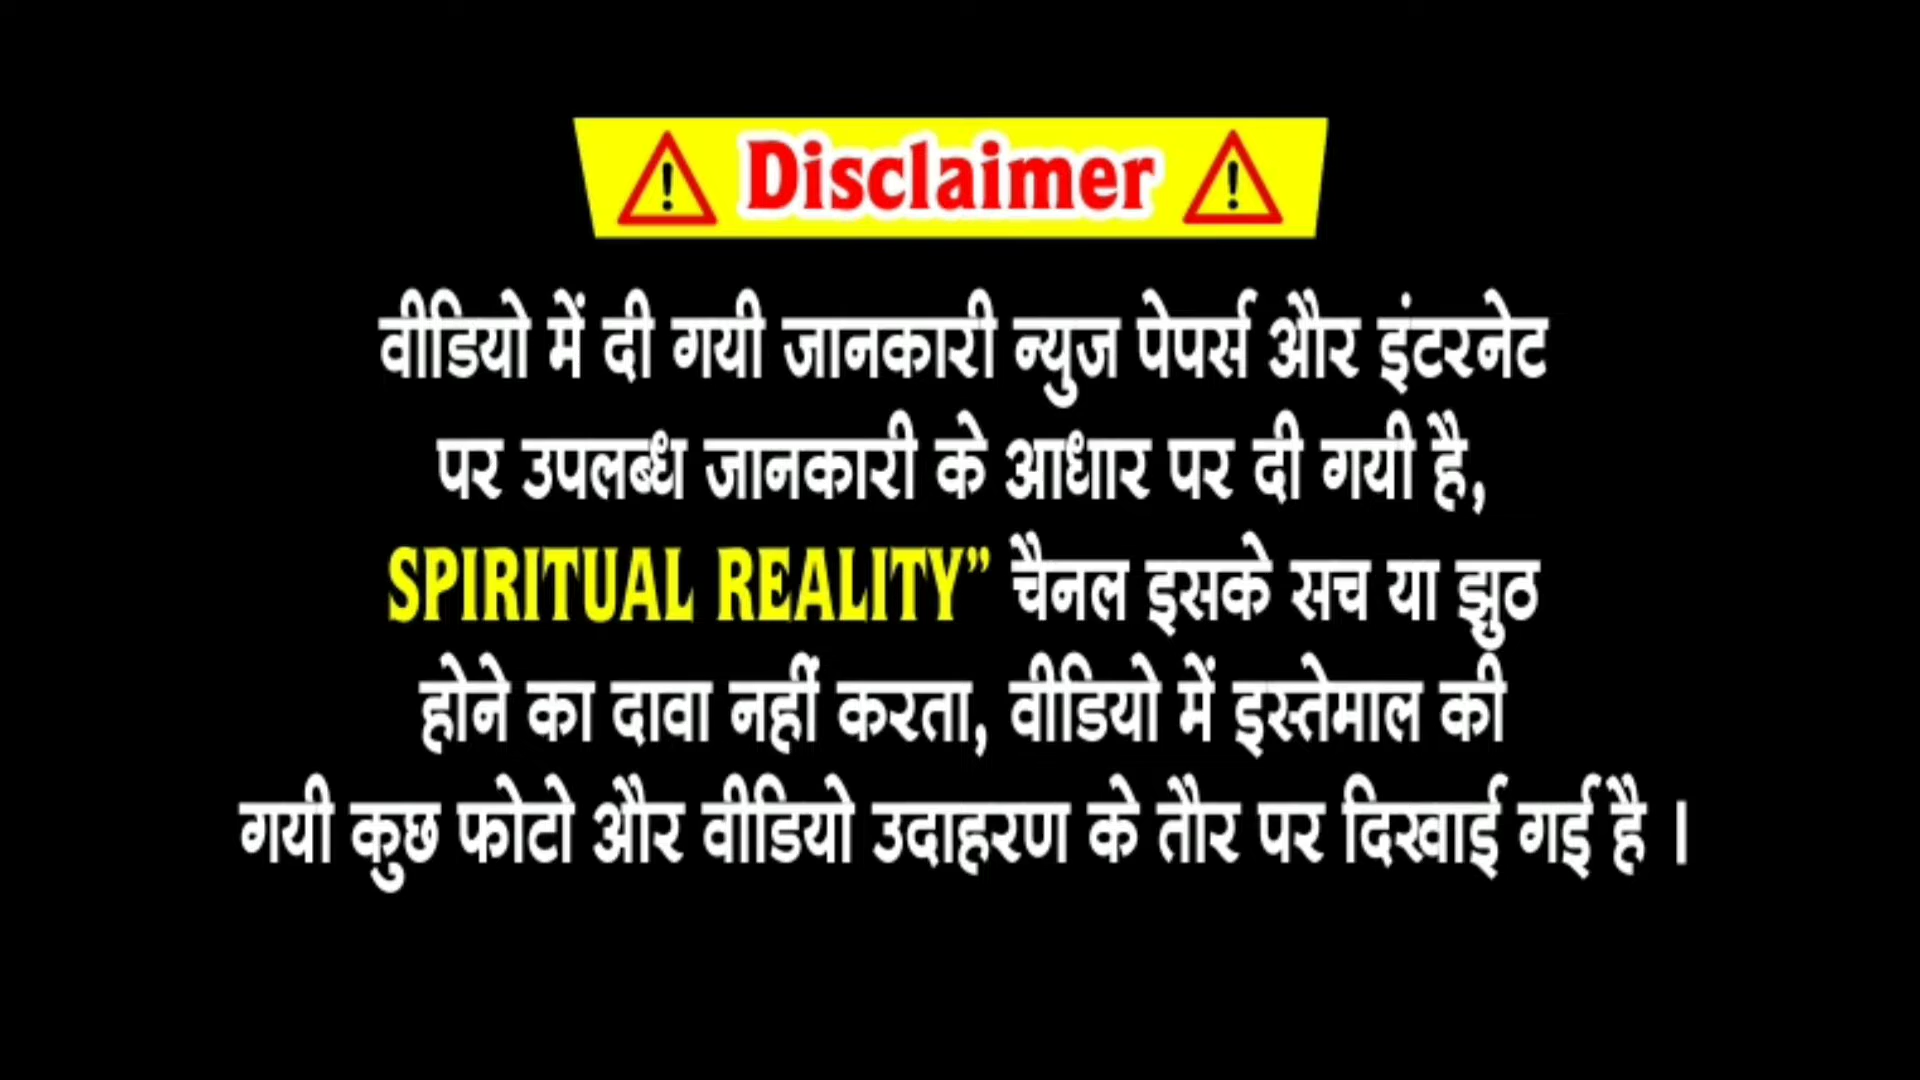 Disclaimer
वीडियो में दी गयी जानकारी न्युज पेपर्स और इंटरनेट
पर उपलब्ध जानकारी के आधार पर दी गयी है,
SPIRITUAL REALITY” चैनल इसके सच या झुठ
होने का दावा नहीं करता, वीडियो में इस्तेमाल की
गयी कुछ फोटो और वीडियो उदाहरण के तौर पर दिखाई गई है ।